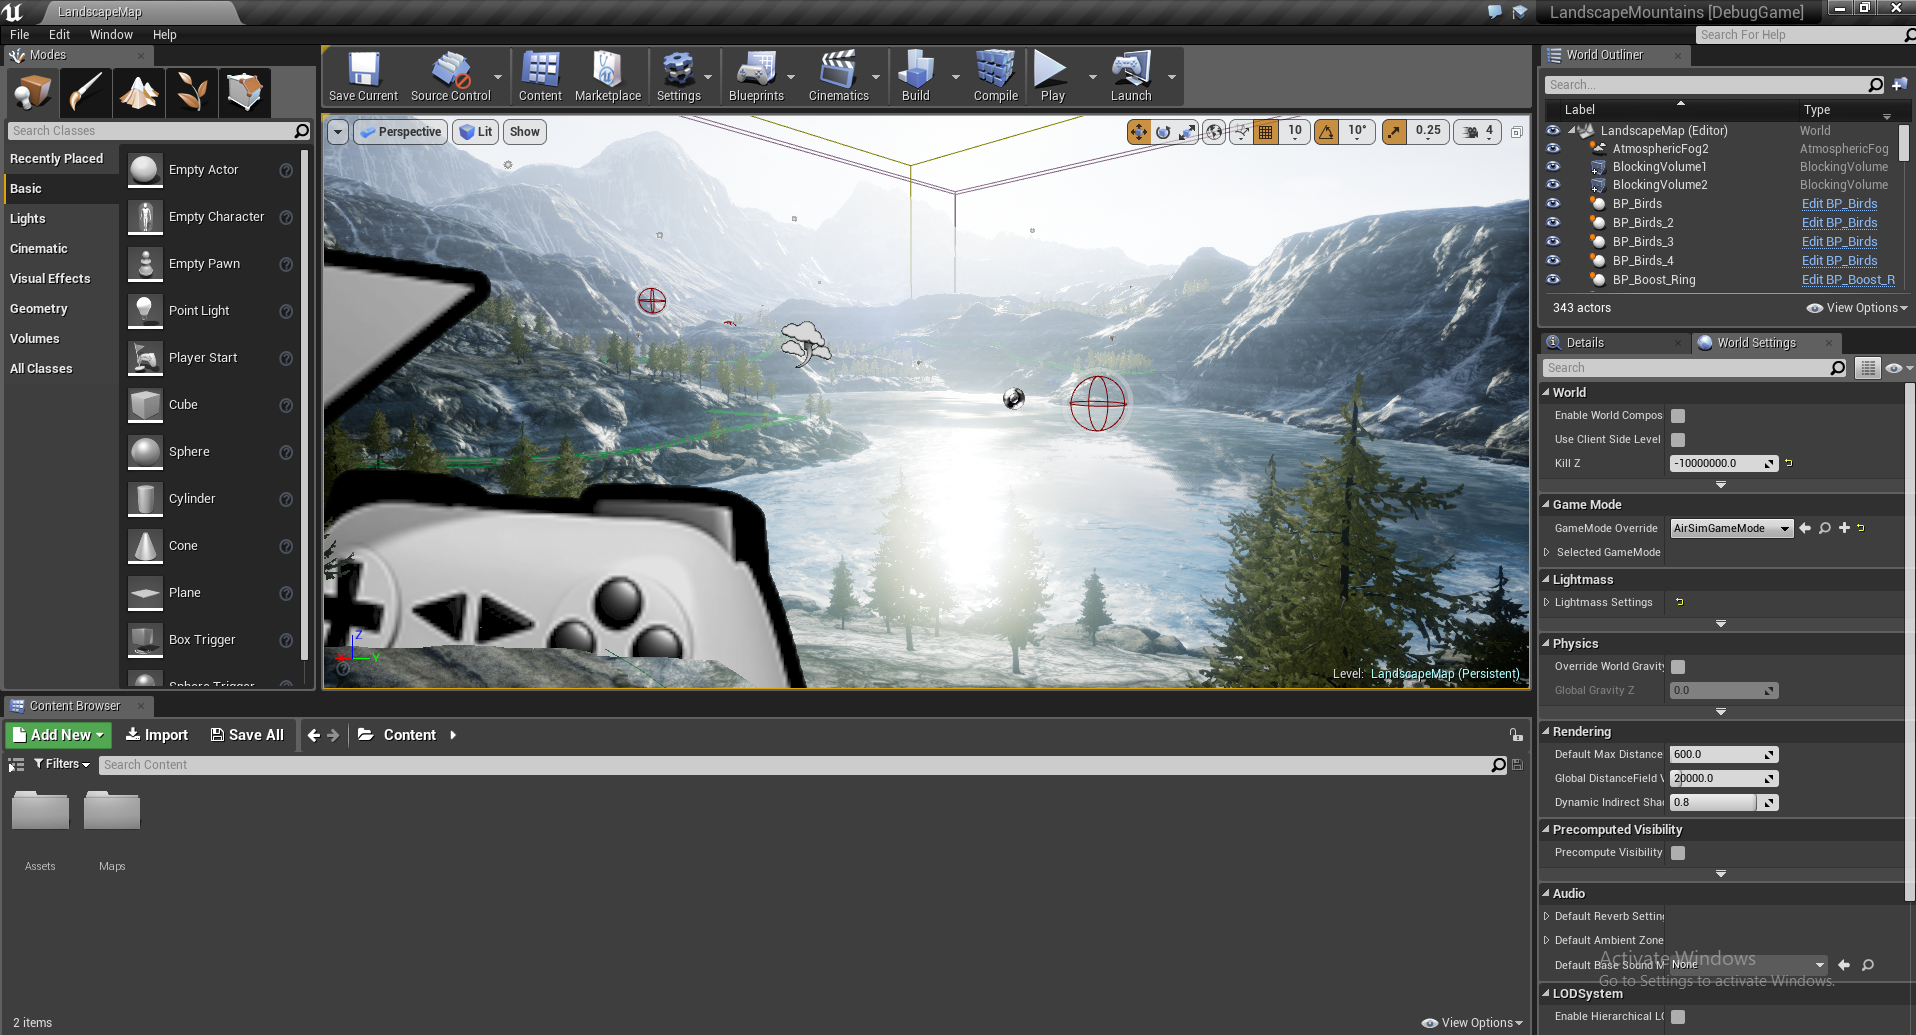 LandscapeMap
LandscapeMountains [DebugGame]
File Edit Window Help
Search For Help
Modes
Search Classes
Recently Placed
Basic
Lights
Cinematic
Visual Effects
Geometry
Volumes
All Classes
Empty Actor
Empty Character
Empty Pawn
Point Light
Player Start
Cube
Sphere
Cylinder
Cone
Plane
Box Trigger
Sphere Trigger
Save Current
Source Control
Content
Marketplace
Settings
Blueprints
Cinematics
Build
Compile
Play
Launch
Perspective
Lit
Show
10
10°
0.25
4
Z
Y
Level: LandscapeMap (Persistent)
World Outliner
Search...
Label Type
LandscapeMap (Editor) World
AtmosphericFog2 AtmosphericFog
BlockingVolume1 BlockingVolume
BlockingVolume2 BlockingVolume
BP_Birds Edit BP_Birds
BP_Birds_2 Edit BP_Birds
BP_Birds_3 Edit BP_Birds
BP_Birds_4 Edit BP_Birds
BP_Boost_Ring Edit BP_Boost_R
343 actors View Options
Details World Settings
Search
World
Enable World Compos
Use Client Side Level
Kill Z -10000000.0
Game Mode
GameMode Override AirSimGameMode
Selected GameMode
Lightmass
Lightmass Settings
Physics
Override World Gravity
Global Gravity Z 0.0
Rendering
Default Max Distance 600.0
Global DistanceField V 20000.0
Dynamic Indirect Shad 0.8
Precomputed Visibility
Precompute Visibility
Audio
Default Reverb Setting
Default Ambient Zone
Default Base Sound M None
Activate Windows
Go to Settings to activate Windows.
LODSystem
Enable Hierarchical LO
Content Browser
Add New Import Save All Content
Filters Search Content
Assets
Maps
2 items
View Options